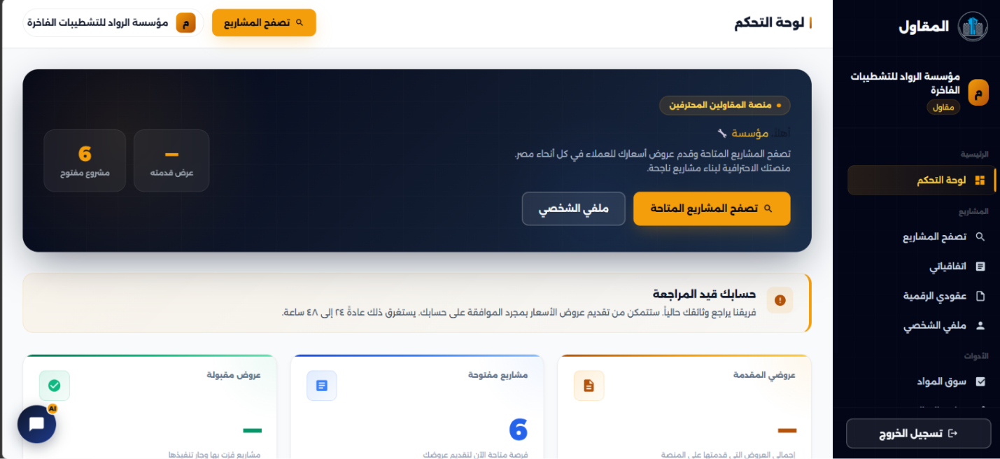 المقاول
مؤسسة الرواد للتشطيبات
الفاخرة
م
مقاول
الرئيسية
لوحة التحكم
المشاريع
تصفح المشاريع
اتفاقياتي
عقودي الرقمية
ملفي الشخصي
الأدوات
سوق المواد
تسجيل الخروج
لوحة التحكم
تصفح المشاريع
م
مؤسسة الرواد للتشطيبات الفاخرة
منصة المقاولين المحترفين
أهلاً، مؤسسة
تصفح المشاريع المتاحة وقدم عروض أسعارك للعملاء في كل أنحاء مصر.
منصتك الاحترافية لبناء مشاريع ناجحة.
تصفح المشاريع المتاحة
ملفي الشخصي
—
عرض قدمته
6
مشروع مفتوح
حسابك قيد المراجعة
فريقنا يراجع وثائقك حالياً. ستتمكن من تقديم عروض الأسعار بمجرد الموافقة على حسابك. يستغرق ذلك عادةً ٢٤ إلى ٤٨ ساعة.
عروضي المقدمة
—
إجمالي العروض التي قدمتها على المنصة
مشاريع مفتوحة
6
فرصة متاحة الآن لتقديم عروضك
عروض مقبولة
—
مشاريع فزت بها وجارٍ تنفيذها
AI